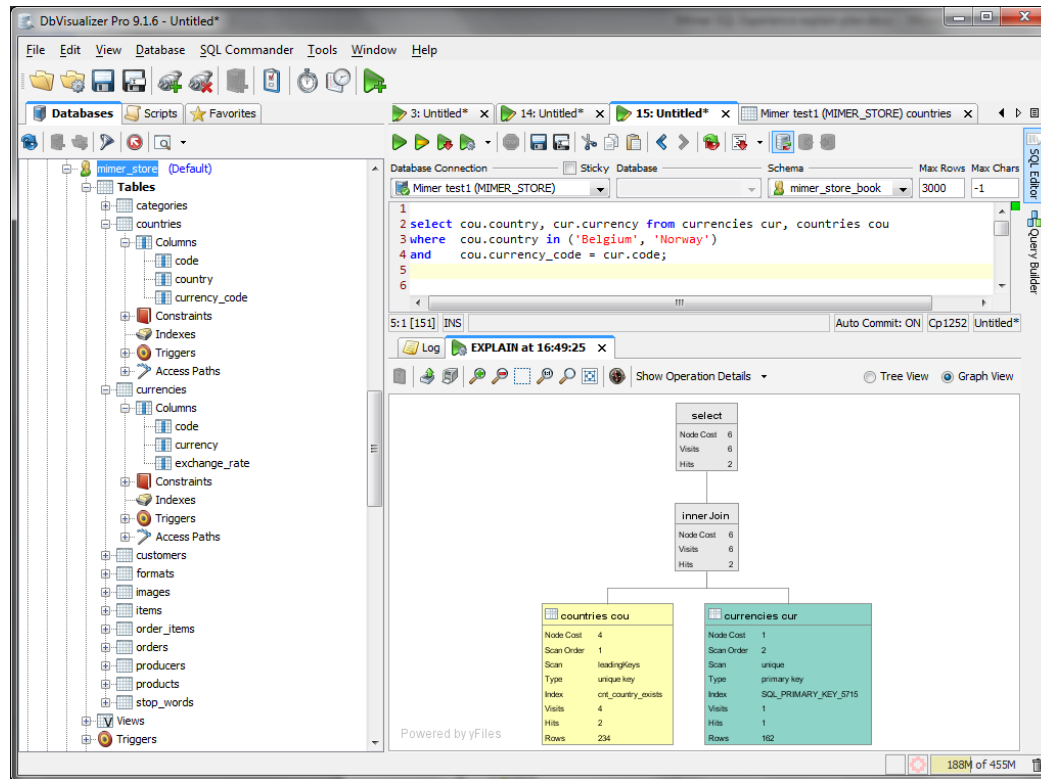 DbVisualizer Pro 9.1.6 - Untitled*
File Edit View Database SQL Commander Tools Window Help
Databases Scripts Favorites
3: Untitled* 14: Untitled* 15: Untitled* Mimer test1 (MIMER_STORE) countries
Database Connection Sticky Database Schema Max Rows Max Chars
Mimer test1 (MIMER_STORE) mimer_store_book 3000 -1
SQL Editor
Query Builder
mimer_store (Default)
Tables
categories
countries
Columns
code
country
currency_code
Constraints
Indexes
Triggers
Access Paths
currencies
Columns
code
currency
exchange_rate
Constraints
Indexes
Triggers
Access Paths
customers
formats
images
items
order_items
orders
producers
products
stop_words
Views
Triggers
1
2 select cou.country, cur.currency from currencies cur, countries cou
3 where cou.country in ('Belgium', 'Norway')
4 and cou.currency_code = cur.code;
5
6
5:1 [151] INS Auto Commit: ON Cp1252 Untitled*
Log EXPLAIN at 16:49:25
Show Operation Details Tree View Graph View
select
Node Cost 6
Visits 6
Hits 2
innerJoin
Node Cost 6
Visits 6
Hits 2
countries cou
Node Cost 4
Scan Order 1
Scan leadingKeys
Type unique key
Index cnt_country_exists
Visits 4
Hits 2
Rows 234
currencies cur
Node Cost 1
Scan Order 2
Scan unique
Type primary key
Index SQL_PRIMARY_KEY_5715
Visits 1
Hits 1
Rows 162
Powered by yFiles
188M of 455M